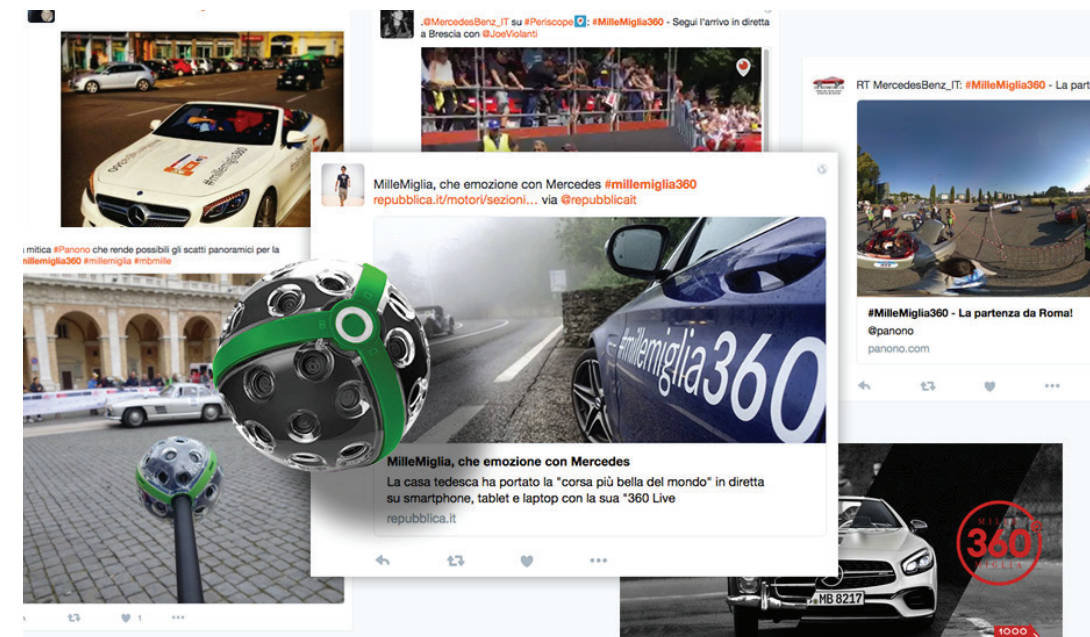 .@MercedesBenz_IT su #Periscope : #MilleMiglia360 - Segui l'arrivo in diretta
a Brescia con @JoeViolanti
RT MercedesBenz_IT: #MilleMiglia360 - La part
#millemiglia360
MilleMiglia, che emozione con Mercedes #millemiglia360
repubblica.it/motori/sezioni… via @repubblicait
mitica #Panono che rende possibili gli scatti panoramici per la
millemiglia360 #millemiglia #mbmille
#millemiglia360
#MilleMiglia360 - La partenza da Roma!
@panono
panono.com
MilleMiglia, che emozione con Mercedes
La casa tedesca ha portato la "corsa più bella del mondo" in diretta
su smartphone, tablet e laptop con la sua "360 Live
repubblica.it
MILLE
360°
MIGLIA
MB 8217
1000
1